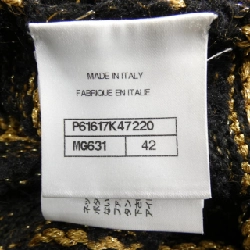 MADE IN ITALY
FABRIQUE EN ITALIE
P61617K47220
MG631 42